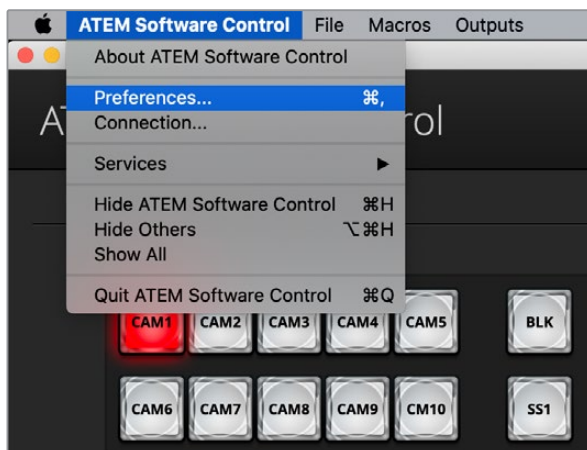 ATEM Software Control File Macros Outputs
About ATEM Software Control
Preferences... ⌘,
A rol
Connection...
Services ▶
Hide ATEM Software Control ⌘H
Hide Others ⌥⌘H
Show All
Quit ATEM Software Control ⌘Q
CAM1 CAM2 CAM3 CAM4 CAM5 BLK
CAM6 CAM7 CAM8 CAM9 CM10 SS1